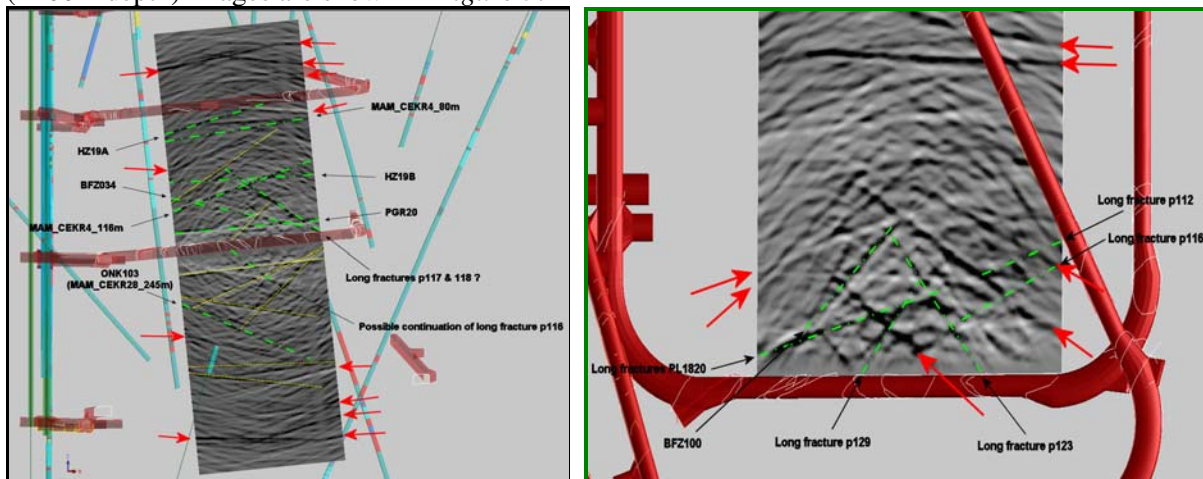 MAM_CEKR4_80m
HZ19A
HZ19B
BFZ034
PGR20
MAM_CEKR4_116m
Long fractures p117 & 118 ?
ONK103
(MAM_CEKR28_245m)
Possible continuation of long fracture p116
Long fracture p112
Long fracture p116
Long fractures PL1820
BFZ100
Long fracture p129
Long fracture p123